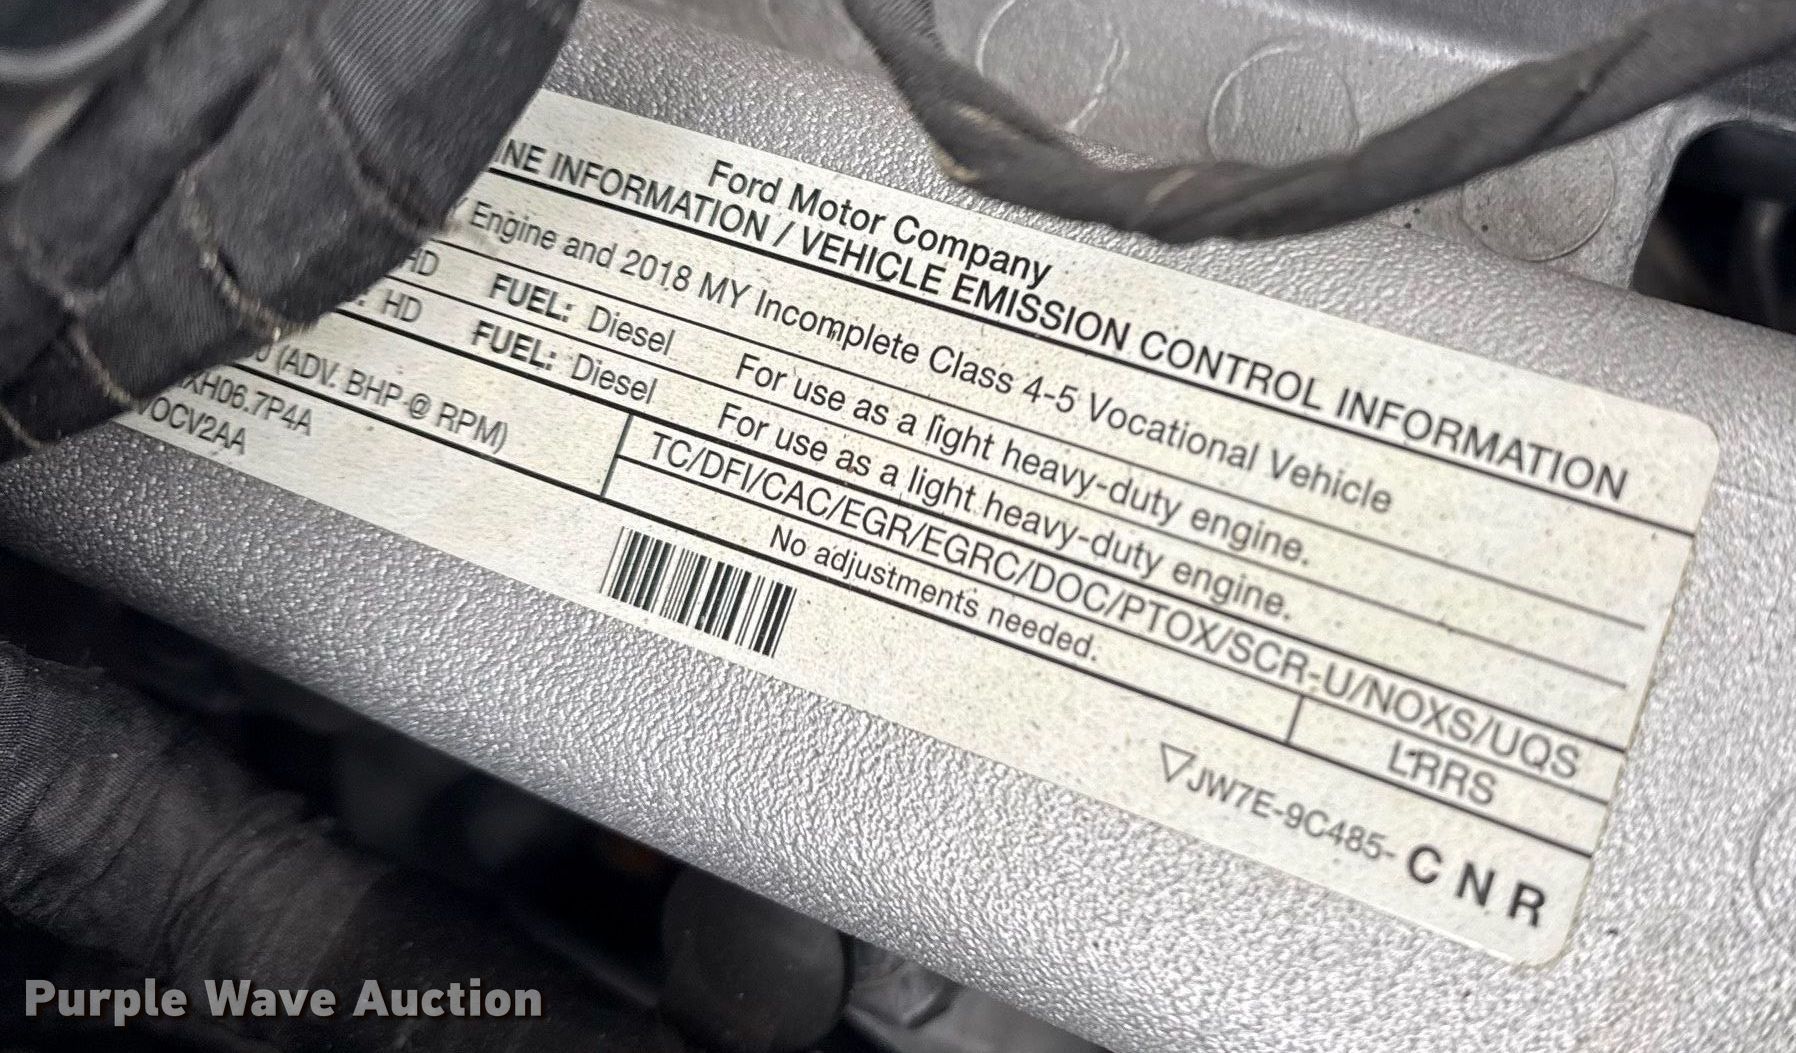 Ford Motor Company
INE INFORMATION / VEHICLE EMISSION CONTROL INFORMATION
Engine and 2018 MY Incomplete Class 4-5 Vocational Vehicle
HD FUEL: Diesel For use as a light heavy-duty engine.
HD FUEL: Diesel For use as a light heavy-duty engine.
(ADV. BHP @ RPM) TC/DFI/CAC/EGR/EGRC/DOC/PTOX/SCR-U/NOXS/UQS
XH06.7P4A No adjustments needed. LRRS
OCV2AA
▽JW7E-9C485- C N R
Purple Wave Auction